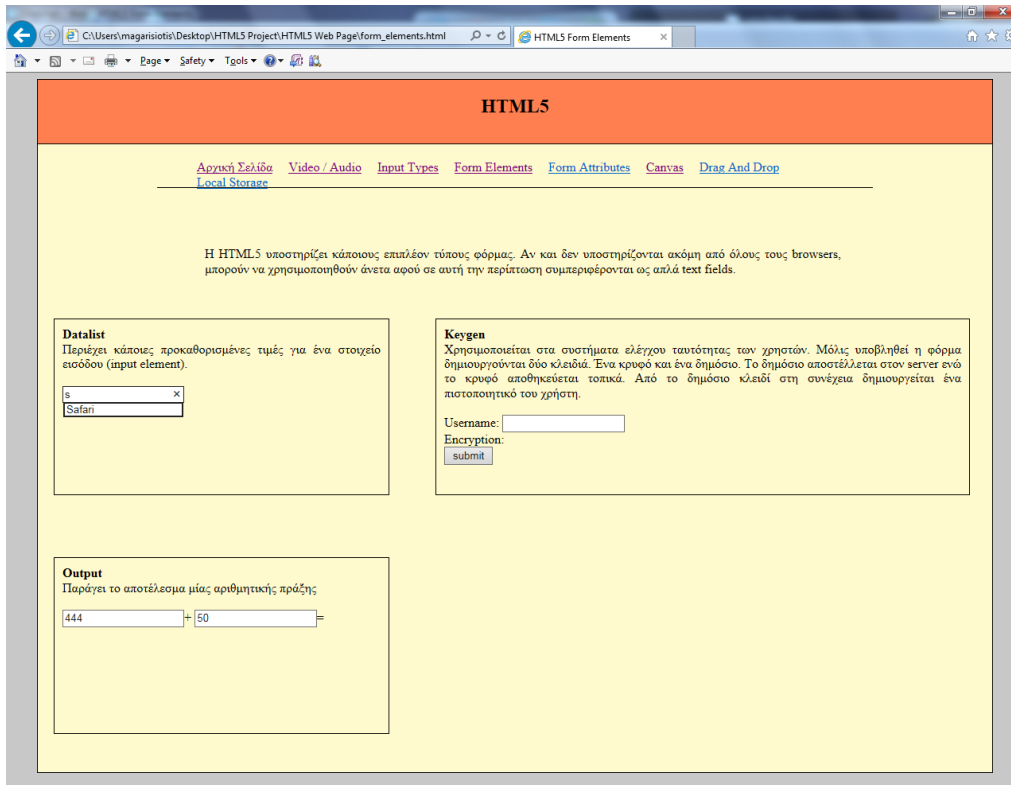 C:\Users\magarisiotis\Desktop\HTML5 Project\HTML5 Web Page\form_elements.html
HTML5 Form Elements
Page Safety Tools
HTML5
Αρχική Σελίδα Video / Audio Input Types Form Elements Form Attributes Canvas Drag And Drop
Local Storage
Η HTML5 υποστηρίζει κάποιους επιπλέον τύπους φόρμας. Αν και δεν υποστηρίζονται ακόμη από όλους τους browsers,
μπορούν να χρησιμοποιηθούν άνετα αφού σε αυτή την περίπτωση συμπεριφέρονται ως απλά text fields.
Datalist
Περιέχει κάποιες προκαθορισμένες τιμές για ένα στοιχείο
εισόδου (input element).
s
Safari
Keygen
Χρησιμοποιείται στα συστήματα ελέγχου ταυτότητας των χρηστών. Μόλις υποβληθεί η φόρμα
δημιουργούνται δύο κλειδιά. Ένα κρυφό και ένα δημόσιο. Το δημόσιο αποστέλλεται στον server ενώ
το κρυφό αποθηκεύεται τοπικά. Από το δημόσιο κλειδί στη συνέχεια δημιουργείται ένα
πιστοποιητικό του χρήστη.
Username:
Encryption:
submit
Output
Παράγει το αποτέλεσμα μίας αριθμητικής πράξης
444 + 50 =